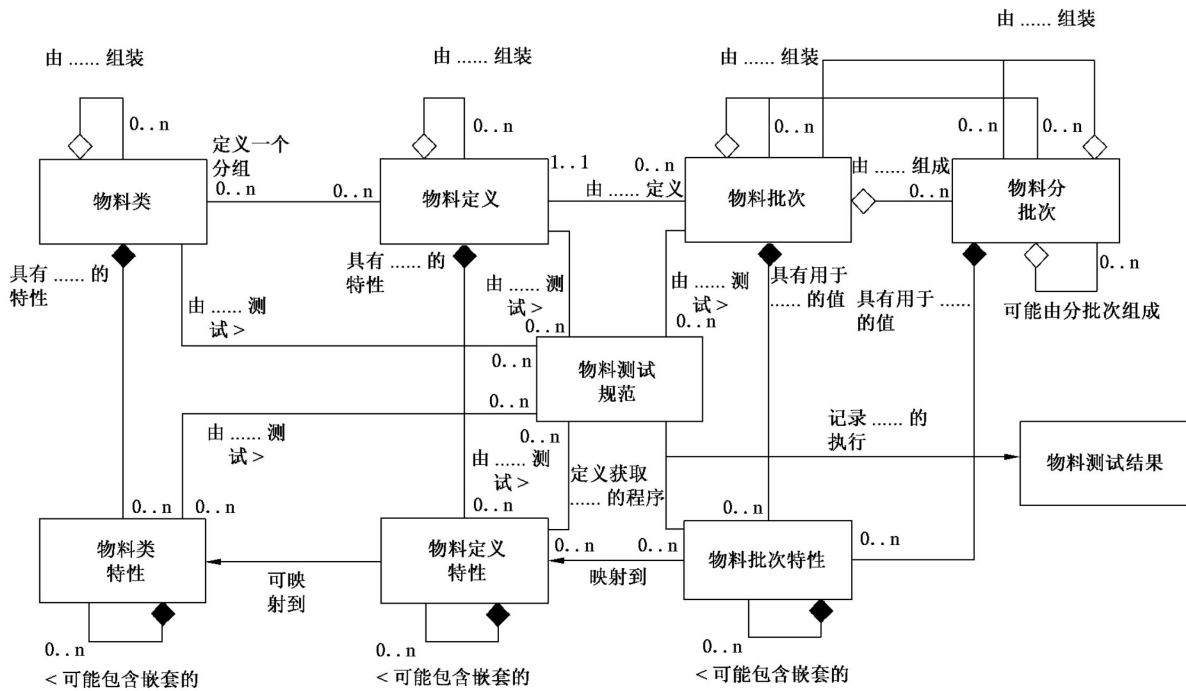 由 …… 组装
由 …… 组装
由 …… 组装
由 …… 组装
0..n
0..n
0..n
0..n
0..n
定义一个
分组
1..1
0..n
由 …… 组成
物料类
0..n
0..n
物料定义
由 …… 定义
物料批次
0..n
物料分
批次
具有 …… 的
特性
具有 …… 的
特性
由 …… 测
试 >
由 …… 测
试 >
由 …… 测
试 >
具有用于
…… 的值
具有用于 ……
的值
0..n
可能由分批次组成
0..n
0..n
0..n
物料测试
规范
0..n
0..n
由 …… 测
试 >
由 …… 测
试 >
定义获取
…… 的程序
记录 …… 的
执行
物料测试结果
0..n
0..n
0..n
0..n
物料类
特性
可映
射到
物料定义
特性
0..n
0..n
映射到
物料批次特性
0..n
0..n
0..n
0..n
< 可能包含嵌套的
< 可能包含嵌套的
< 可能包含嵌套的